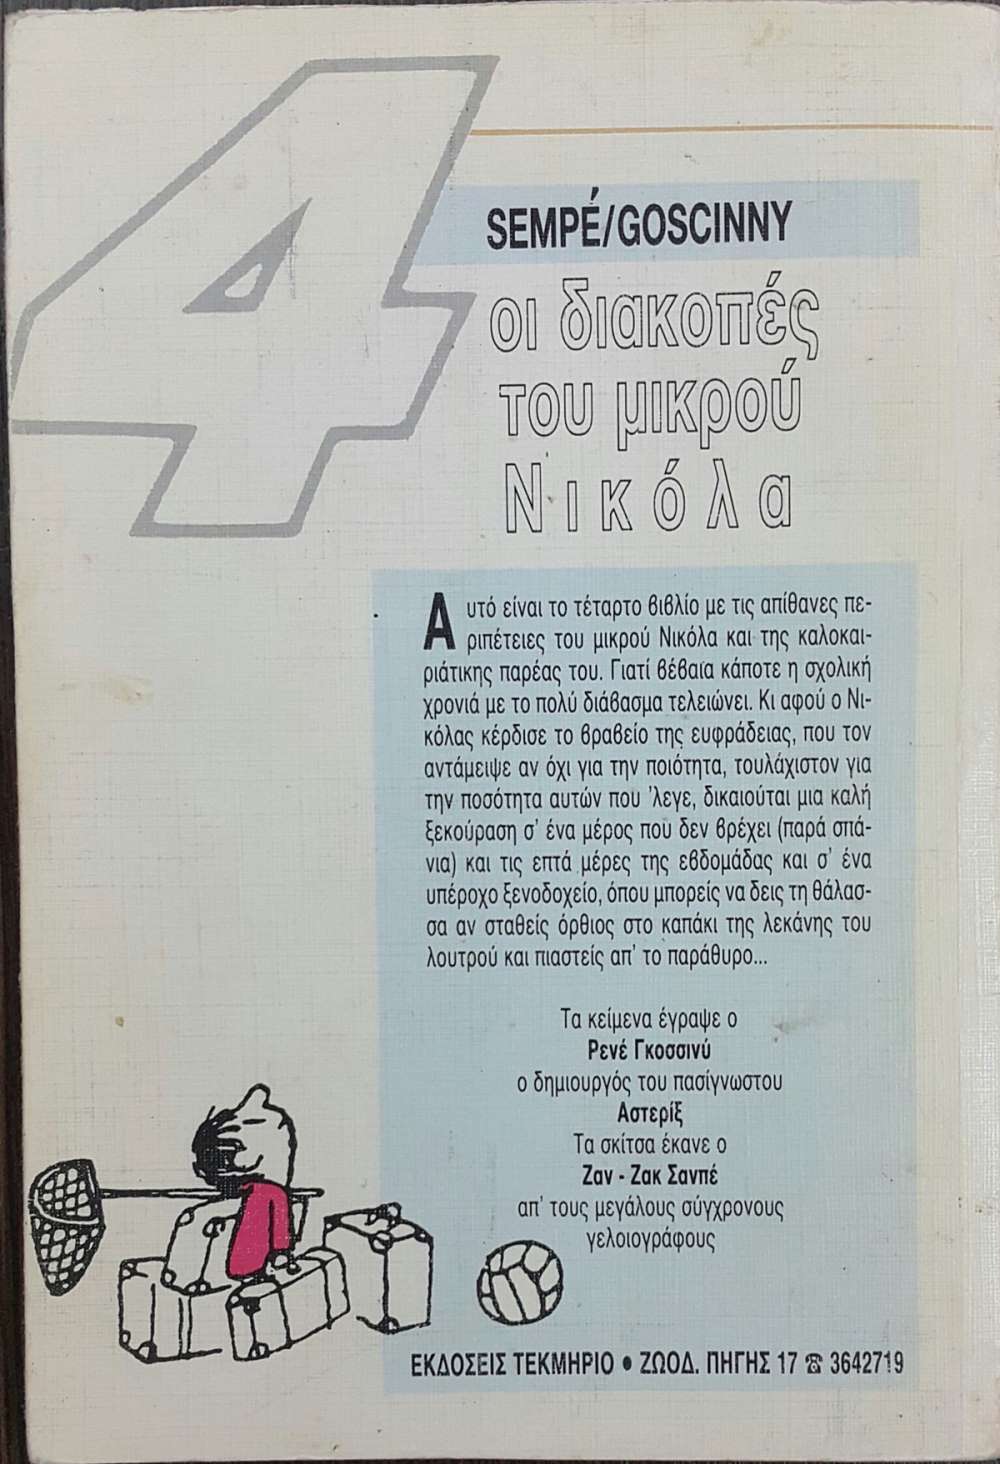 4
SEMPÉ/GOSCINNY
οι διακοπές
του μικρού
Νικόλα
Αυτό είναι το τέταρτο βιβλίο με τις απίθανες πε-
ριπέτειες του μικρού Νικόλα και της καλοκαι-
ριάτικης παρέας του. Γιατί βέβαια κάποτε η σχολική
χρονιά με το πολύ διάβασμα τελειώνει. Κι αφού ο Νι-
κόλας κέρδισε το βραβείο της ευφράδειας, που τον
αντάμειψε αν όχι για την ποιότητα, τουλάχιστον για
την ποσότητα αυτών που 'λεγε, δικαιούται μια καλή
ξεκούραση σ' ένα μέρος που δεν βρέχει (παρά σπά-
νια) και τις επτά μέρες της εβδομάδας και σ' ένα
υπέροχο ξενοδοχείο, όπου μπορείς να δεις τη θάλασ-
σα αν σταθείς όρθιος στο καπάκι της λεκάνης του
λουτρού και πιαστείς απ' το παράθυρο...
Τα κείμενα έγραψε ο
Ρενέ Γκοσσινύ
ο δημιουργός του πασίγνωστου
Αστερίξ
Τα σκίτσα έκανε ο
Ζαν - Ζακ Σανπέ
απ' τους μεγάλους σύγχρονους
γελοιογράφους
ΕΚΔΟΣΕΙΣ ΤΕΚΜΗΡΙΟ • ΖΩΟΔ. ΠΗΓΗΣ 17 ☎ 3642719